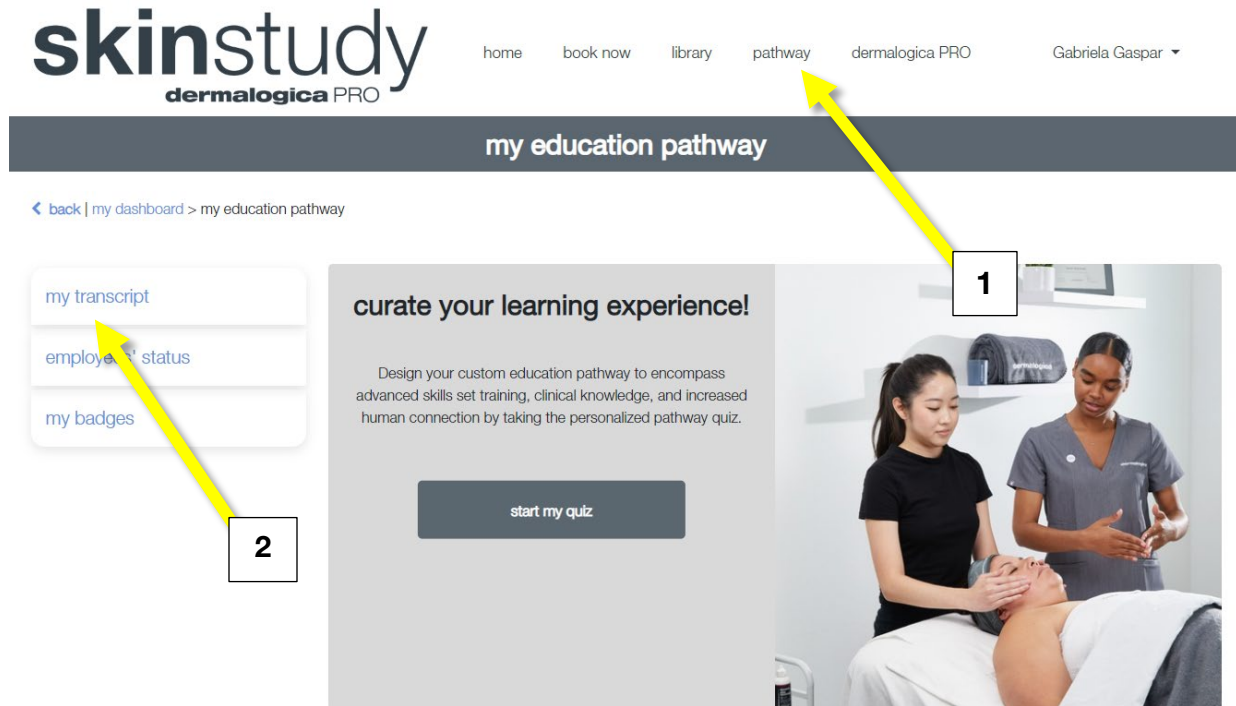 skinstudy
dermalogica PRO
home book now library pathway dermalogica PRO Gabriela Gaspar
my education pathway
back | my dashboard > my education pathway
1
my transcript
curate your learning experience!
employees' status
Design your custom education pathway to encompass
advanced skills set training, clinical knowledge, and increased
human connection by taking the personalized pathway quiz.
my badges
start my quiz
2
dermalogica